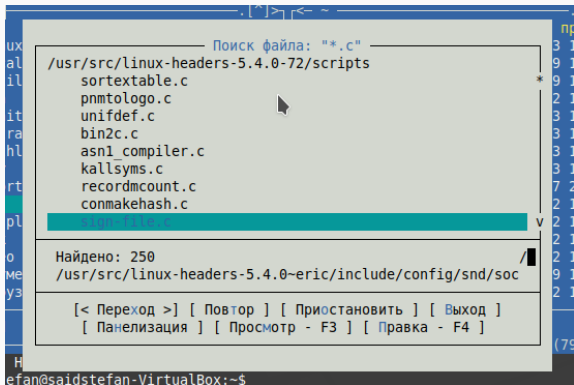 .[^]>┐┌<— ~
Поиск файла: "*.c"
/usr/src/linux-headers-5.4.0-72/scripts
sortextable.c
pnmtologo.c
unifdef.c
bin2c.c
asn1_compiler.c
kallsyms.c
recordmcount.c
conmakehash.c
sign-file.c
Найдено: 250 /
/usr/src/linux-headers-5.4.0~eric/include/config/snd/soc
[< Переход >] [ Повтор ] [ Приостановить ] [ Выход ]
[ Панелизация ] [ Просмотр - F3 ] [ Правка - F4 ]
efan@saidstefan-VirtualBox:~$